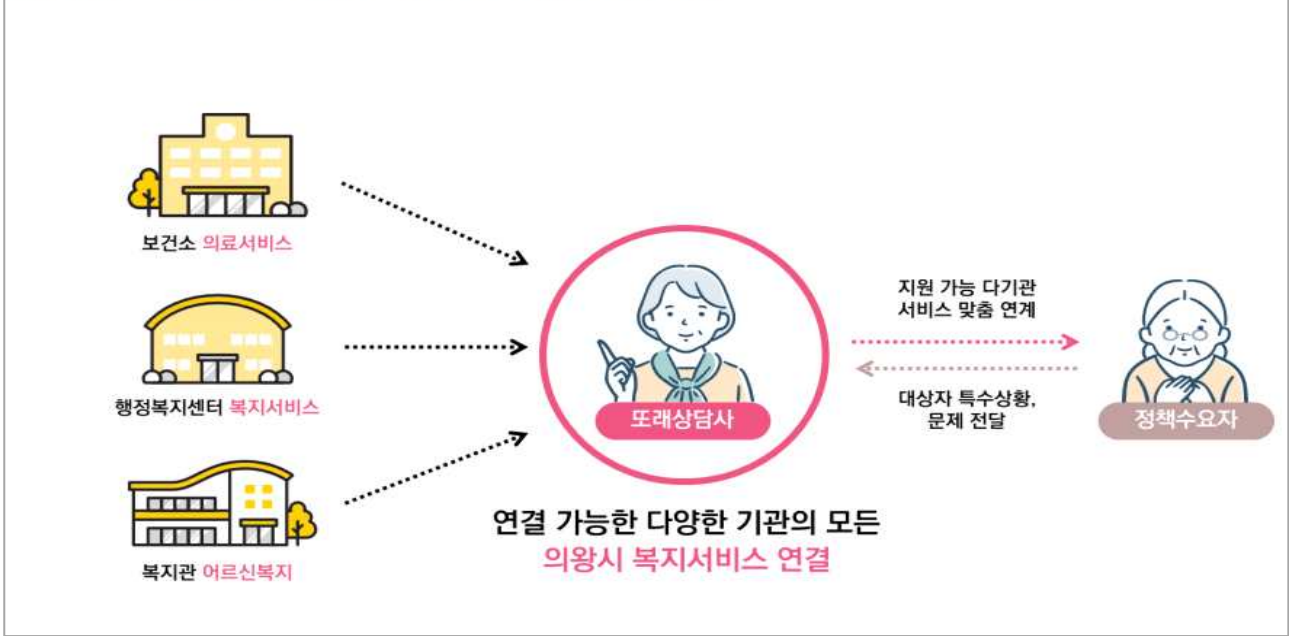 보건소 의료서비스
행정복지센터 복지서비스
복지관 어르신복지
또래상담사
연결 가능한 다양한 기관의 모든
의왕시 복지서비스 연결
지원 가능 다기관
서비스 맞춤 연계
대상자 특수상황,
문제 전달
정책수요자